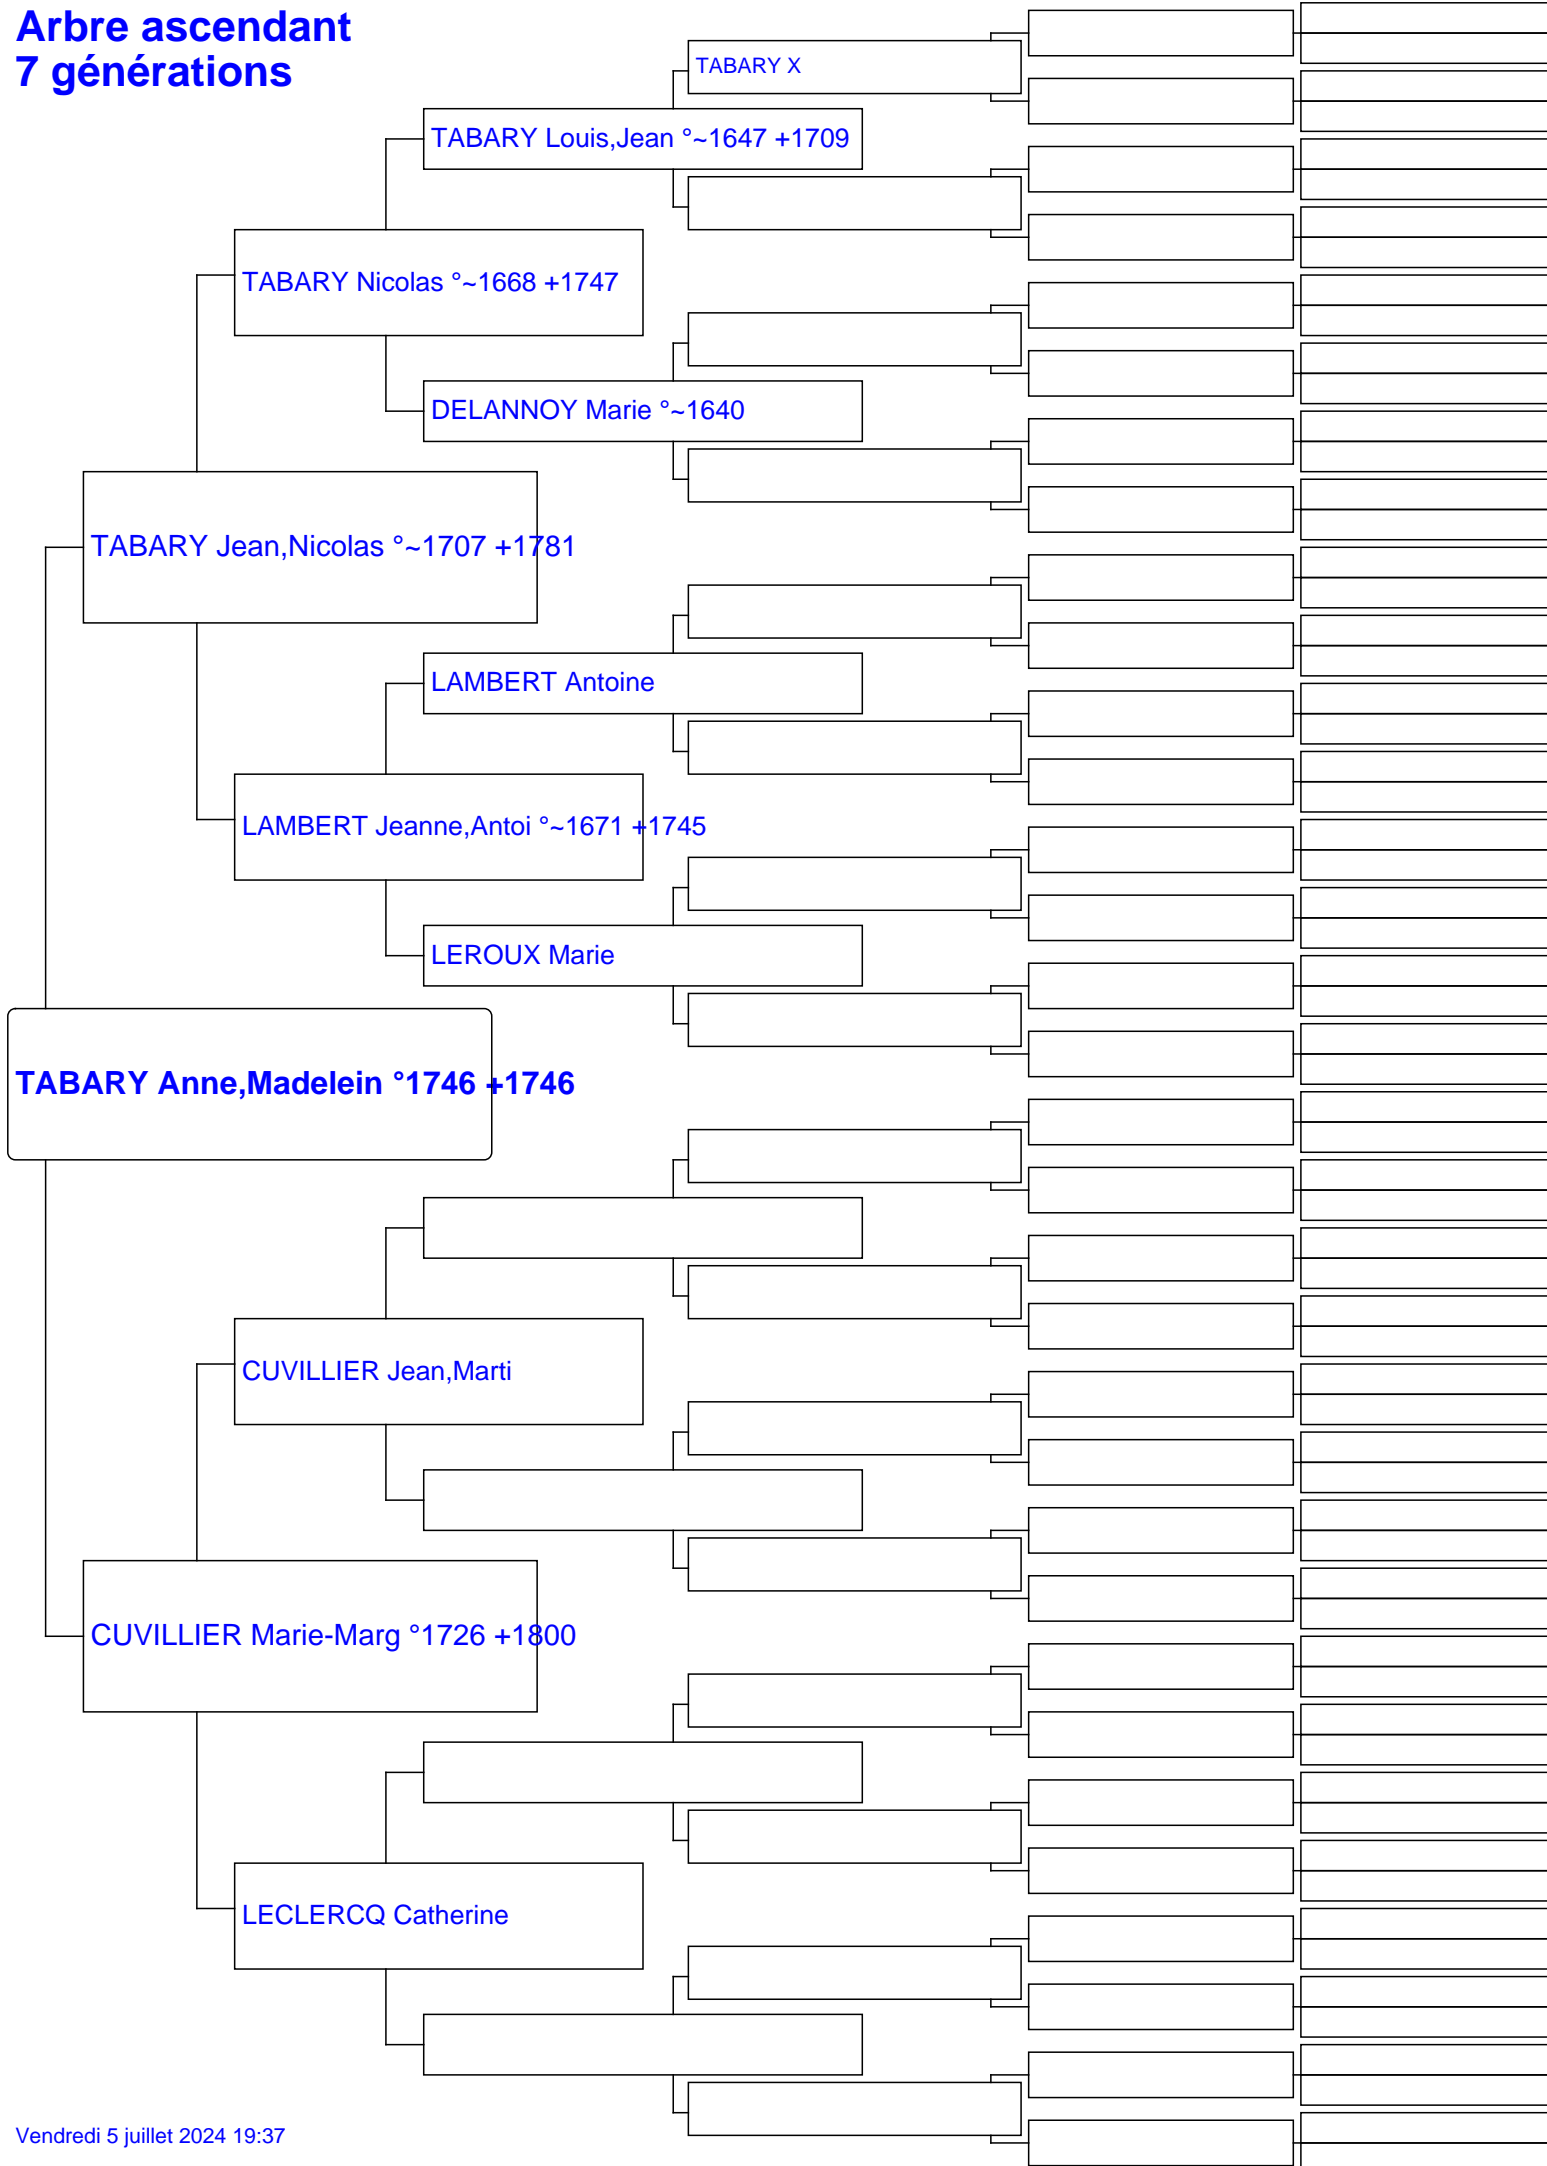 Arbre ascendant
7 générations
TABARY X
TABARY Louis,Jean °~1647 +1709
TABARY Nicolas °~1668 +1747
DELANNOY Marie °~1640
TABARY Jean,Nicolas °~1707 +1781
LAMBERT Antoine
LAMBERT Jeanne,Antoi °~1671 +1745
LEROUX Marie
TABARY Anne,Madelein °1746 +1746
CUVILLIER Jean,Marti
CUVILLIER Marie-Marg °1726 +1800
LECLERCQ Catherine
Vendredi 5 juillet 2024 19:37